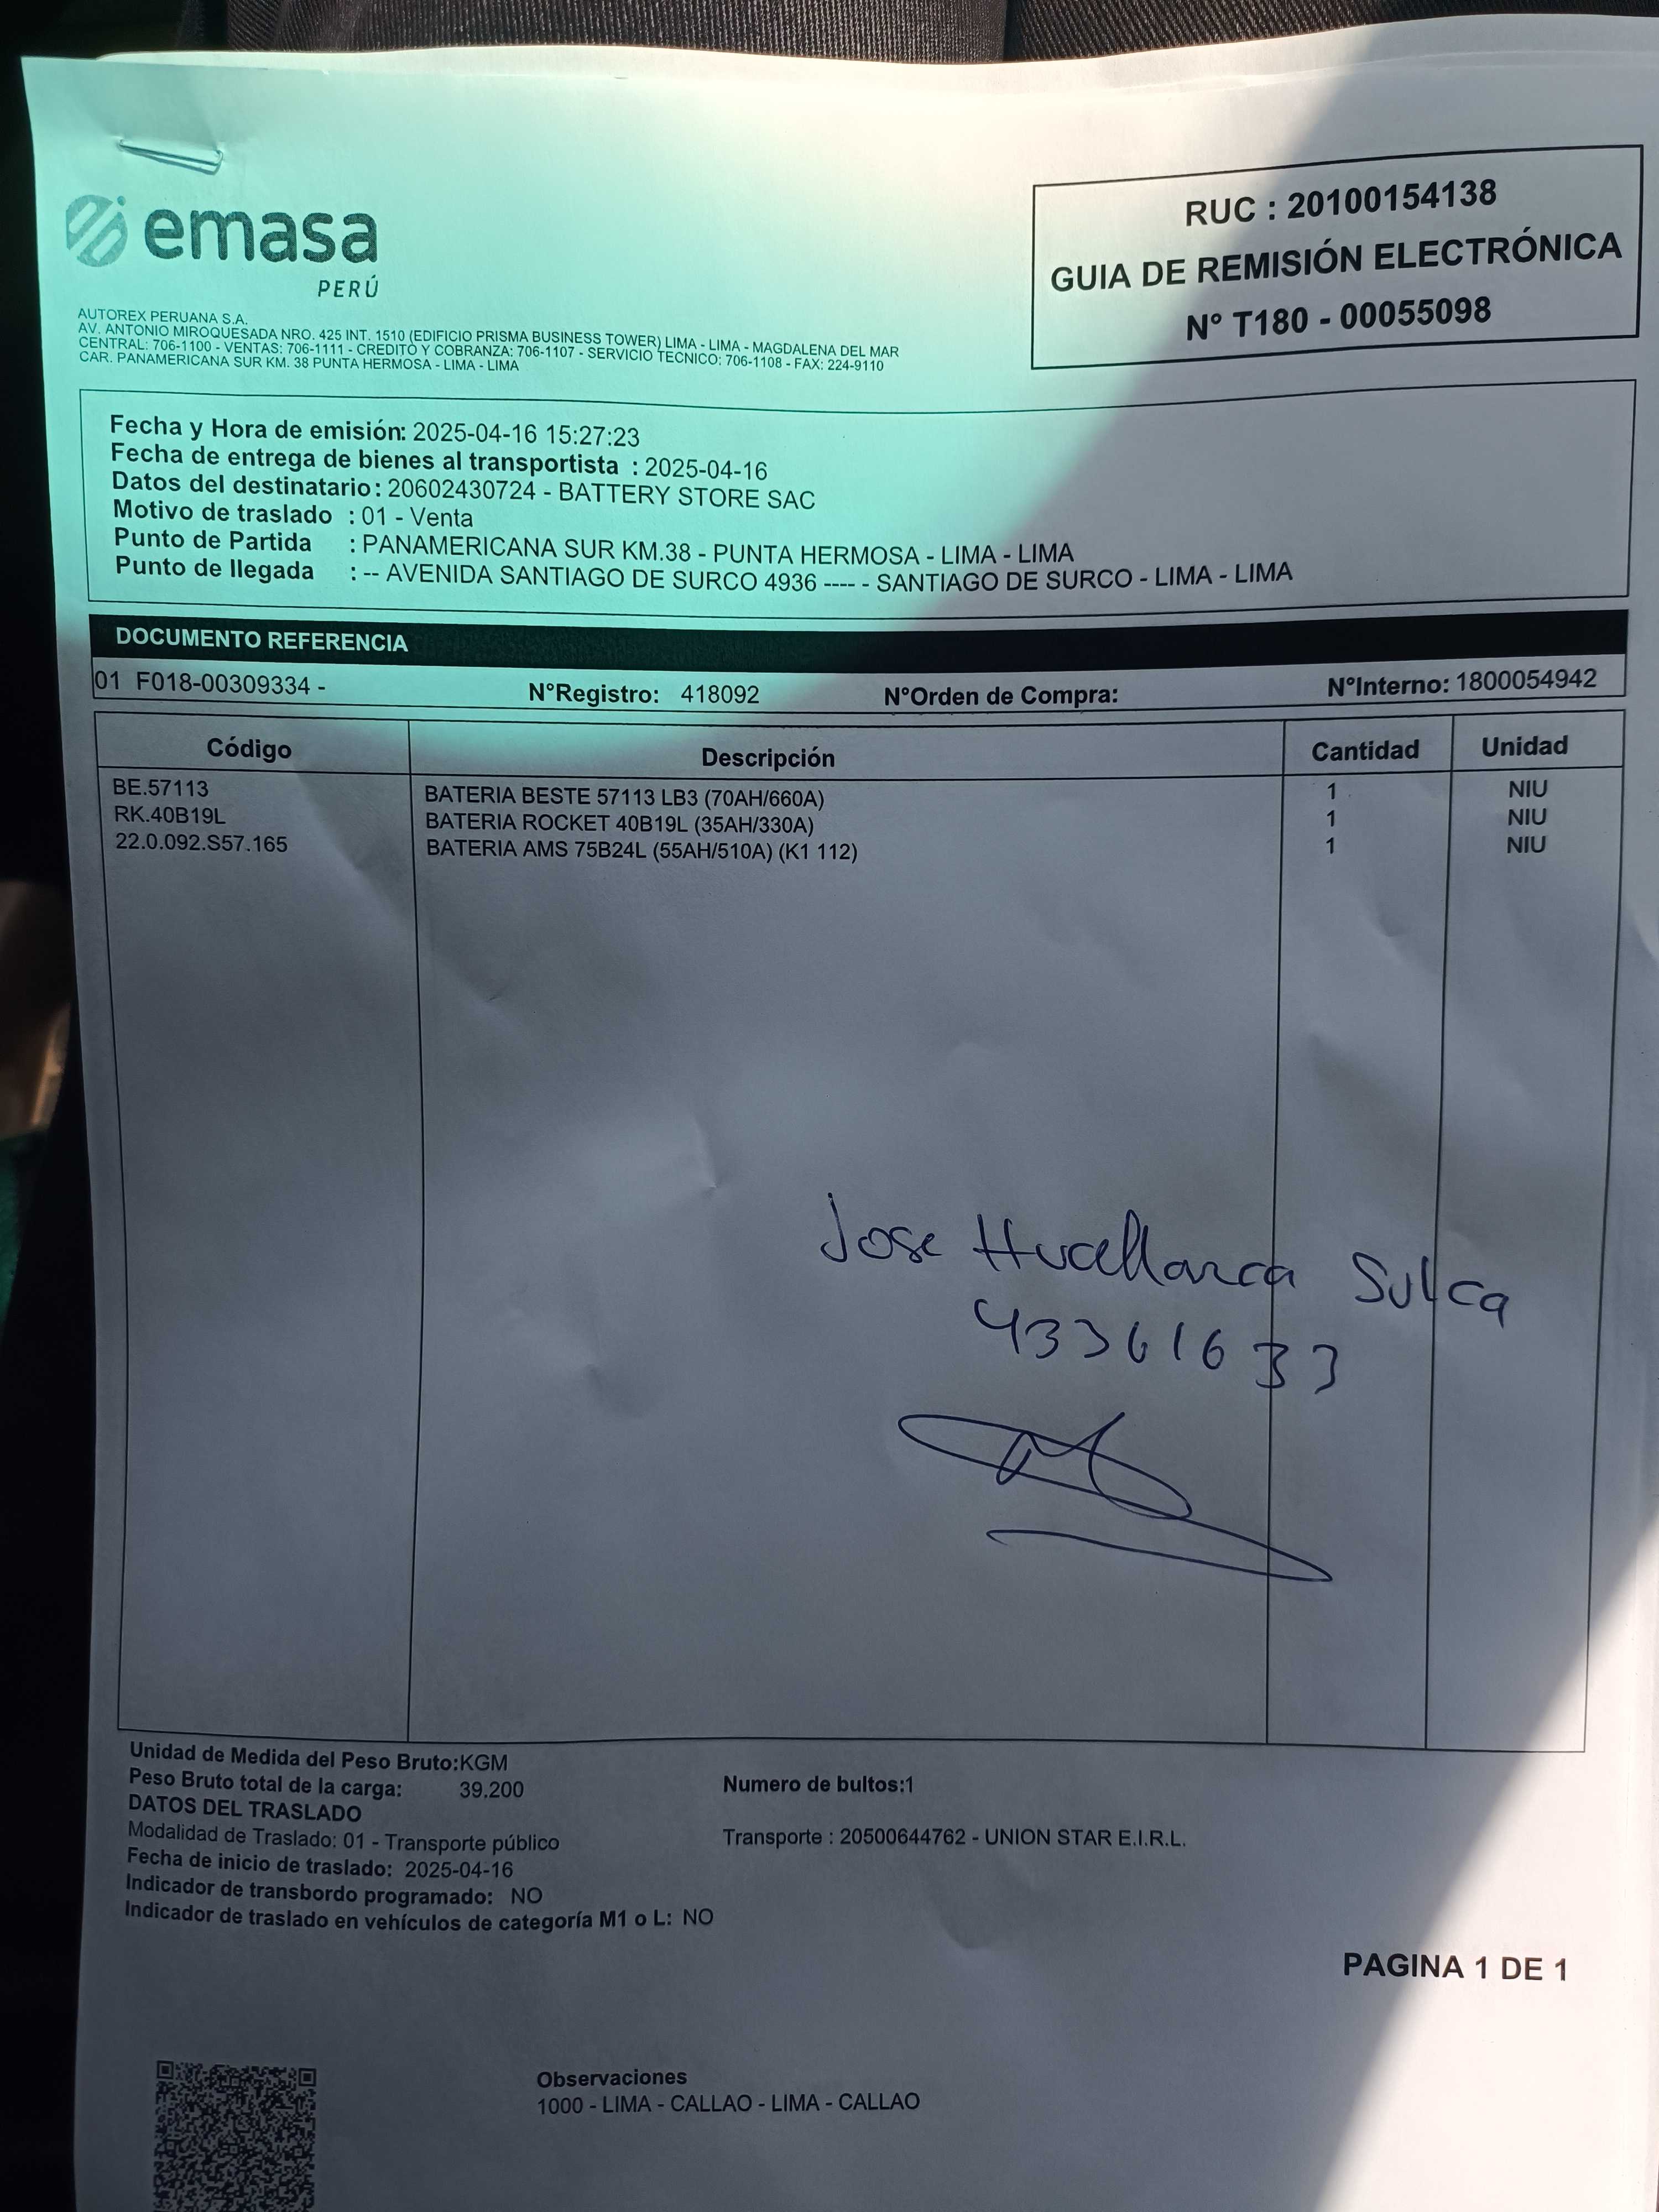 emasa
PERÚ
AUTOREX PERUANA S.A.
AV. ANTONIO MIROQUESADA NRO. 425 INT. 1510 (EDIFICIO PRISMA BUSINESS TOWER) LIMA - LIMA - MAGDALENA DEL MAR
CENTRAL: 706-1100 - VENTAS: 706-1111 - CREDITO Y COBRANZA: 706-1107 - SERVICIO TECNICO: 706-1108 - FAX: 224-9110
CAR. PANAMERICANA SUR KM. 38 PUNTA HERMOSA - LIMA - LIMA
RUC : 20100154138
GUIA DE REMISIÓN ELECTRÓNICA
N° T180 - 00055098
Fecha y Hora de emisión: 2025-04-16 15:27:23
Fecha de entrega de bienes al transportista : 2025-04-16
Datos del destinatario: 20602430724 - BATTERY STORE SAC
Motivo de traslado : 01 - Venta
Punto de Partida : PANAMERICANA SUR KM.38 - PUNTA HERMOSA - LIMA - LIMA
Punto de llegada : -- AVENIDA SANTIAGO DE SURCO 4936 ---- - SANTIAGO DE SURCO - LIMA - LIMA
DOCUMENTO REFERENCIA
01 F018-00309334 - N°Registro: 418092 N°Orden de Compra: N°Interno: 1800054942
Código Descripción Cantidad Unidad
BE.57113 BATERIA BESTE 57113 LB3 (70AH/660A) 1 NIU
RK.40B19L BATERIA ROCKET 40B19L (35AH/330A) 1 NIU
22.0.092.S57.165 BATERIA AMS 75B24L (55AH/510A) (K1 112) 1 NIU
Jose Huallanca Sulca
43361633
Unidad de Medida del Peso Bruto:KGM
Peso Bruto total de la carga: 39.200 Numero de bultos:1
DATOS DEL TRASLADO
Modalidad de Traslado: 01 - Transporte público Transporte : 20500644762 - UNION STAR E.I.R.L.
Fecha de inicio de traslado: 2025-04-16
Indicador de transbordo programado: NO
Indicador de traslado en vehículos de categoría M1 o L: NO
PAGINA 1 DE 1
Observaciones
1000 - LIMA - CALLAO - LIMA - CALLAO